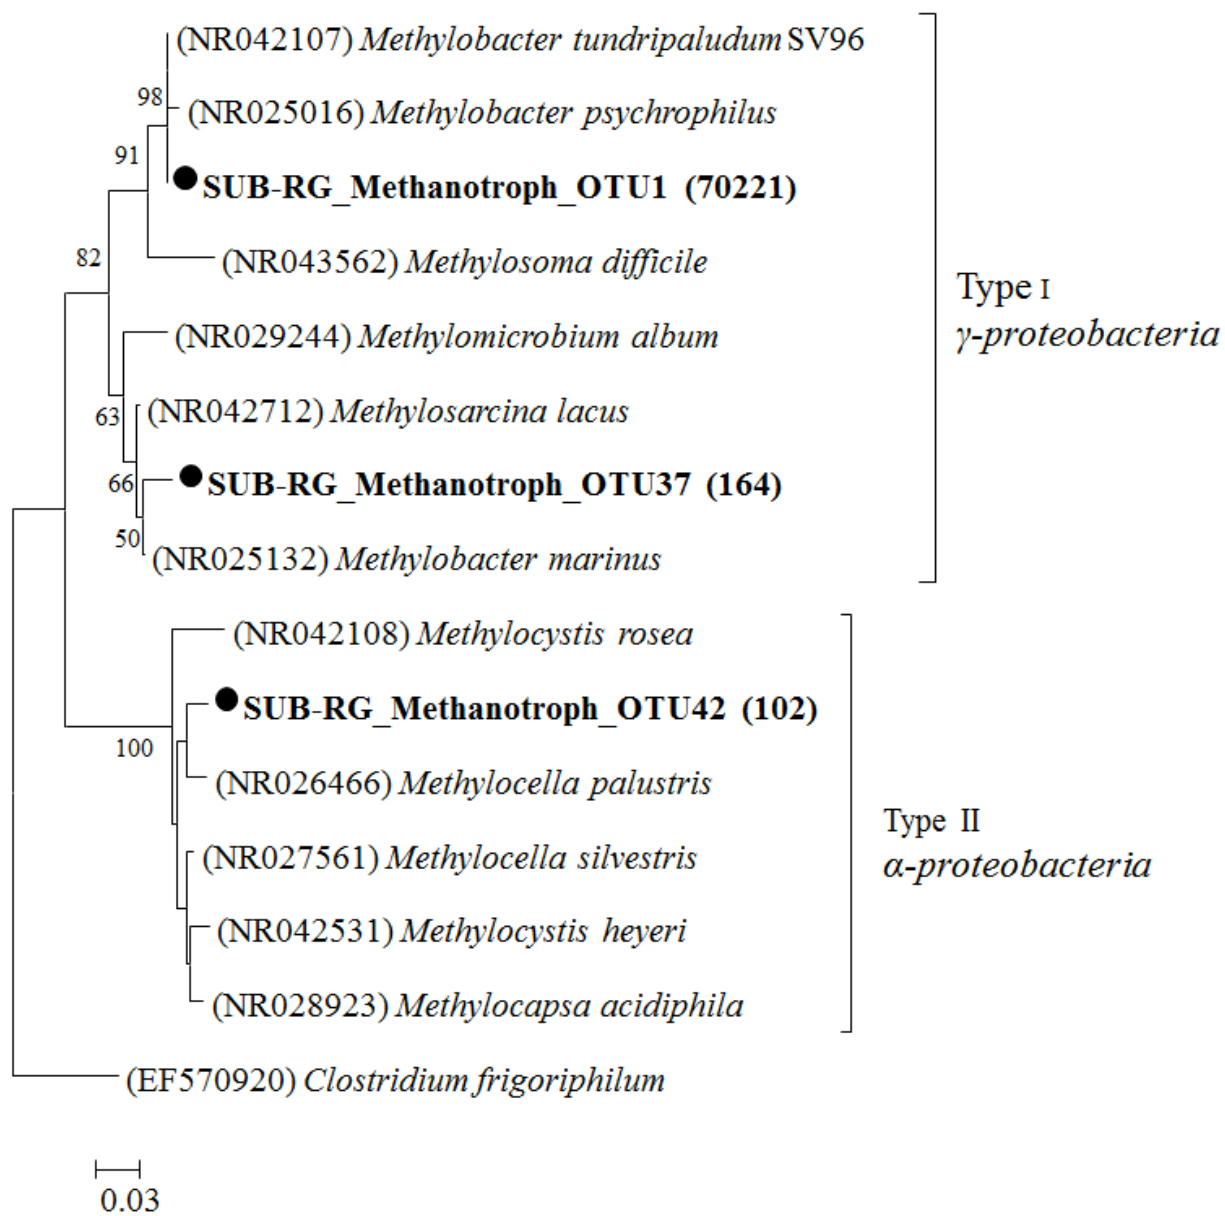 (NR042107) Methylobacter tundripaludum SV96
98
(NR025016) Methylobacter psychrophilus
91
SUB-RG_Methanotroph_OTU1 (70221)
82
(NR043562) Methylosoma difficile
Type I
γ-proteobacteria
(NR029244) Methylomicrobium album
63
(NR042712) Methylosarcina lacus
66
SUB-RG_Methanotroph_OTU37 (164)
50
(NR025132) Methylobacter marinus
(NR042108) Methylocystis rosea
SUB-RG_Methanotroph_OTU42 (102)
100
(NR026466) Methylocella palustris
Type II
α-proteobacteria
(NR027561) Methylocella silvestris
(NR042531) Methylocystis heyeri
(NR028923) Methylocapsa acidiphila
(EF570920) Clostridium frigoriphilum
0.03